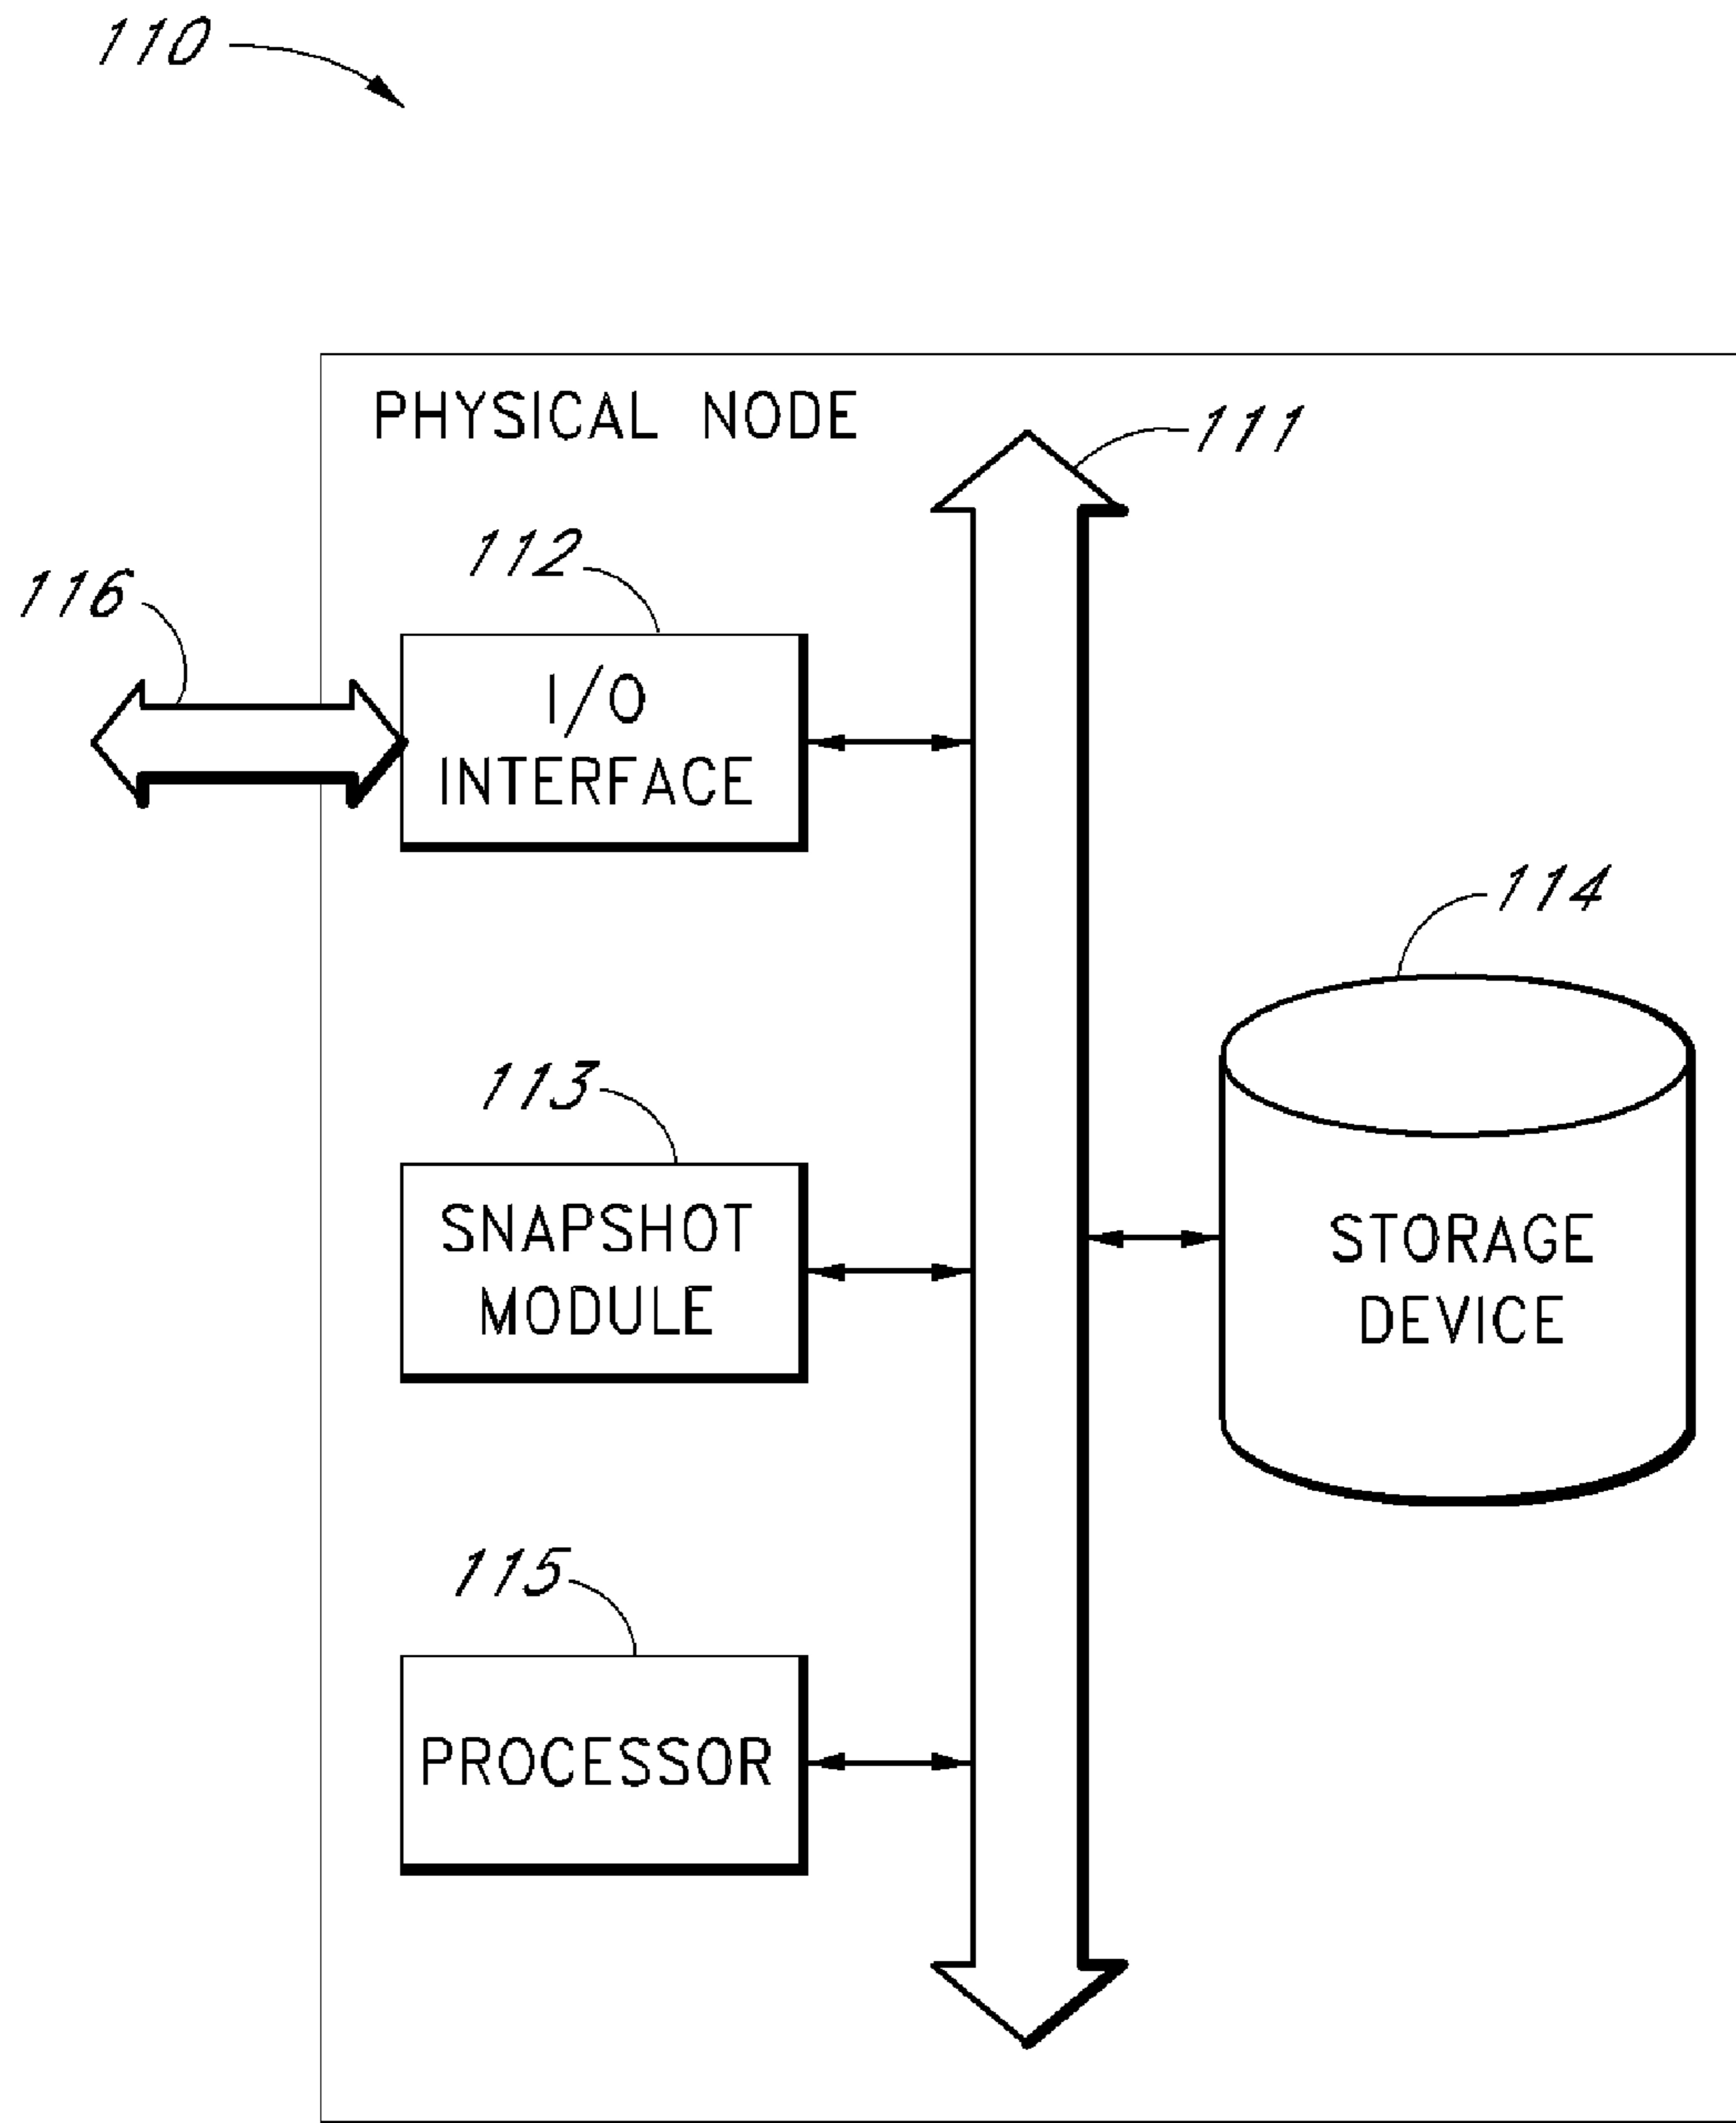 110
PHYSICAL NODE
111
112
116
I/O
INTERFACE
114
113
SNAPSHOT
MODULE
STORAGE
DEVICE
115
PROCESSOR